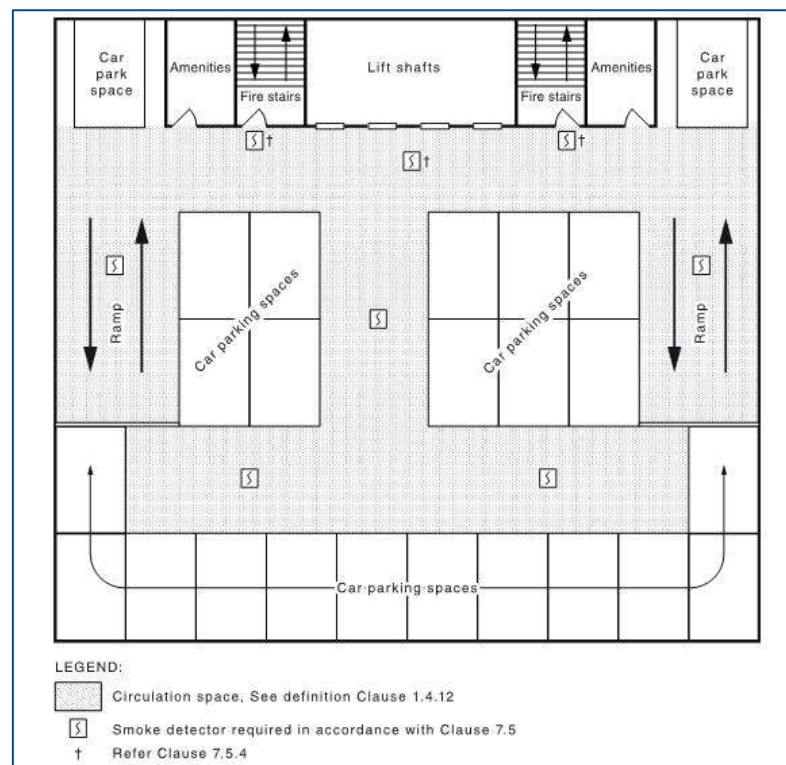 Car
park
space
Amenities
Fire stairs
Lift shafts
Fire stairs
Amenities
Car
park
space
†
†
†
Ramp
Car parking spaces
Car parking spaces
Ramp
Car parking spaces
LEGEND:
Circulation space, See definition Clause 1.4.12
Smoke detector required in accordance with Clause 7.5
† Refer Clause 7.5.4